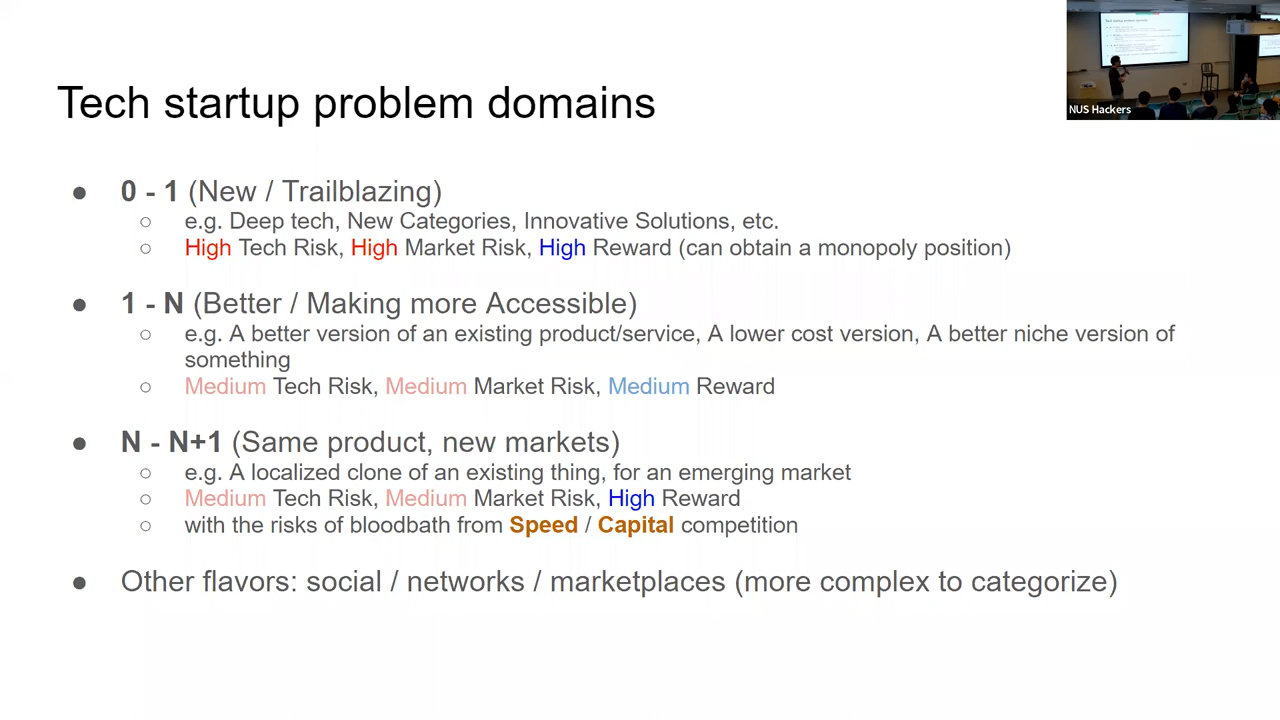 Tech startup problem domains
NUS Hackers
● 0 - 1 (New / Trailblazing)
○ e.g. Deep tech, New Categories, Innovative Solutions, etc.
○ High Tech Risk, High Market Risk, High Reward (can obtain a monopoly position)
● 1 - N (Better / Making more Accessible)
○ e.g. A better version of an existing product/service, A lower cost version, A better niche version of
something
○ Medium Tech Risk, Medium Market Risk, Medium Reward
● N - N+1 (Same product, new markets)
○ e.g. A localized clone of an existing thing, for an emerging market
○ Medium Tech Risk, Medium Market Risk, High Reward
○ with the risks of bloodbath from Speed / Capital competition
● Other flavors: social / networks / marketplaces (more complex to categorize)